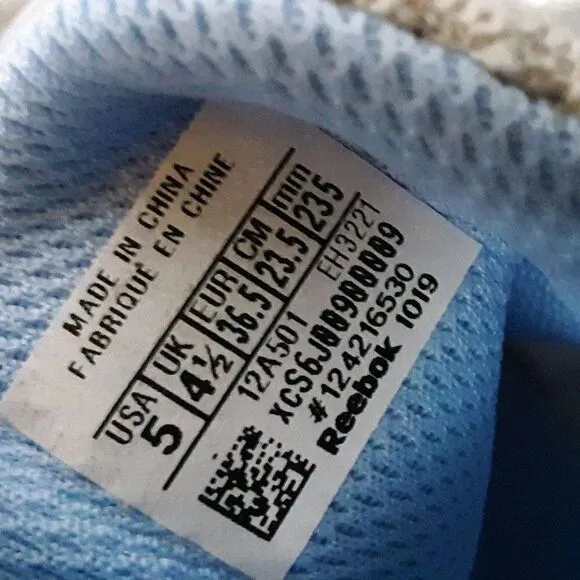 MADE IN CHINA
FABRIQUÉ EN CHINE
USA UK EUR CM mm
5 4½ 36.5 23.5 235
12A501 EH3221
XCS6J00900009
#124216530
Reebok 1019